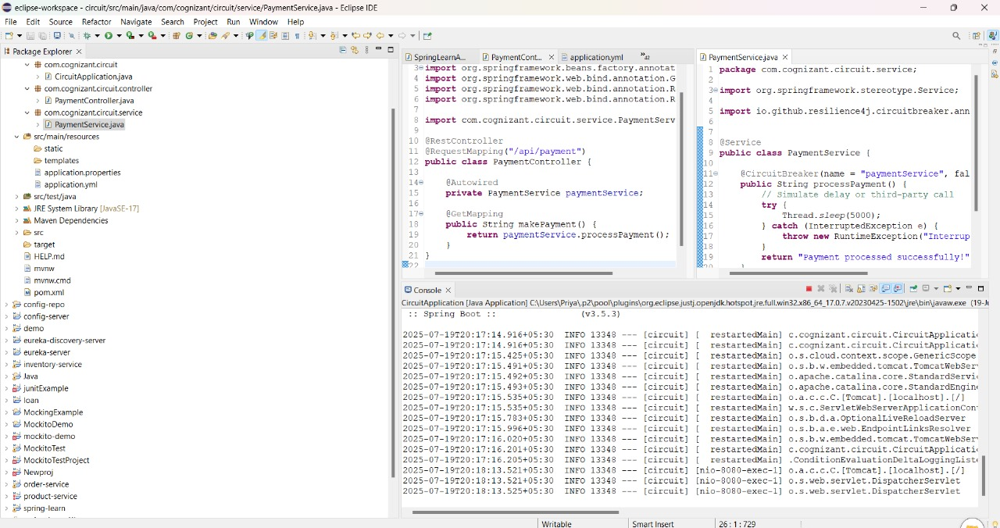 eclipse-workspace - circuit/src/main/java/com/cognizant/circuit/service/PaymentService.java - Eclipse IDE
File Edit Source Refactor Navigate Search Project Run Window Help
Package Explorer
com.cognizant.circuit
CircuitApplication.java
com.cognizant.circuit.controller
PaymentController.java
com.cognizant.circuit.service
PaymentService.java
src/main/resources
static
templates
application.properties
application.yml
src/test/java
JRE System Library [JavaSE-17]
Maven Dependencies
src
target
HELP.md
mvnw
mvnw.cmd
pom.xml
config-repo
config-server
demo
eureka-discovery-server
eureka-server
inventory-service
Java
junitExample
loan
MockingExample
MockitoDemo
mockito-demo
MockitoTest
MockitoTestProject
Newproj
order-service
product-service
spring-learn
SpringLearnA... PaymentCont... application.yml »42
3 import org.springframework.beans.factory.annotat
4 import org.springframework.web.bind.annotation.G
5 import org.springframework.web.bind.annotation.R
6 import org.springframework.web.bind.annotation.R
7
8 import com.cognizant.circuit.service.PaymentServ
9
10 @RestController
11 @RequestMapping("/api/payment")
12 public class PaymentController {
13
14 @Autowired
15 private PaymentService paymentService;
16
17 @GetMapping
18 public String makePayment() {
19 return paymentService.processPayment();
20 }
21 }
22
PaymentService.java
1 package com.cognizant.circuit.service;
2
3 import org.springframework.stereotype.Service;
4
5 import io.github.resilience4j.circuitbreaker.ann
6
7
8 @Service
9 public class PaymentService {
10
11 @CircuitBreaker(name = "paymentService", fal
12 public String processPayment() {
13 // Simulate delay or third-party call
14 try {
15 Thread.sleep(5000);
16 } catch (InterruptedException e) {
17 throw new RuntimeException("Interrup
18 }
19 return "Payment processed successfully!"
Console
CircuitApplication [Java Application] C:\Users\Priya\.p2\pool\plugins\org.eclipse.justj.openjdk.hotspot.jre.full.win32.x86_64_17.0.7.v20230425-1502\jre\bin\javaw.exe (19-Ju
:: Spring Boot :: (v3.5.3)
2025-07-19T20:17:14.916+05:30 INFO 13348 --- [circuit] [ restartedMain] c.cognizant.circuit.CircuitApplicatio
2025-07-19T20:17:14.916+05:30 INFO 13348 --- [circuit] [ restartedMain] c.cognizant.circuit.CircuitApplicatio
2025-07-19T20:17:15.425+05:30 INFO 13348 --- [circuit] [ restartedMain] o.s.cloud.context.scope.GenericScope
2025-07-19T20:17:15.491+05:30 INFO 13348 --- [circuit] [ restartedMain] o.s.b.w.embedded.tomcat.TomcatWebSer
2025-07-19T20:17:15.492+05:30 INFO 13348 --- [circuit] [ restartedMain] o.apache.catalina.core.StandardServi
2025-07-19T20:17:15.493+05:30 INFO 13348 --- [circuit] [ restartedMain] o.apache.catalina.core.StandardEngine
2025-07-19T20:17:15.535+05:30 INFO 13348 --- [circuit] [ restartedMain] o.a.c.c.C.[Tomcat].[localhost].[/]
2025-07-19T20:17:15.535+05:30 INFO 13348 --- [circuit] [ restartedMain] w.s.c.ServletWebServerApplicationCon
2025-07-19T20:17:15.783+05:30 INFO 13348 --- [circuit] [ restartedMain] o.s.b.d.a.OptionalLiveReloadServer
2025-07-19T20:17:15.996+05:30 INFO 13348 --- [circuit] [ restartedMain] o.s.b.a.e.web.EndpointLinksResolver
2025-07-19T20:17:16.020+05:30 INFO 13348 --- [circuit] [ restartedMain] o.s.b.w.embedded.tomcat.TomcatWebSer
2025-07-19T20:17:16.201+05:30 INFO 13348 --- [circuit] [ restartedMain] c.cognizant.circuit.CircuitApplicatio
2025-07-19T20:17:16.205+05:30 INFO 13348 --- [circuit] [ restartedMain] .ConditionEvaluationDeltaLoggingListe
2025-07-19T20:18:13.521+05:30 INFO 13348 --- [circuit] [nio-8080-exec-1] o.a.c.c.C.[Tomcat].[localhost].[/]
2025-07-19T20:18:13.521+05:30 INFO 13348 --- [circuit] [nio-8080-exec-1] o.s.web.servlet.DispatcherServlet
2025-07-19T20:18:13.525+05:30 INFO 13348 --- [circuit] [nio-8080-exec-1] o.s.web.servlet.DispatcherServlet
Writable Smart Insert 26 : 1 : 729